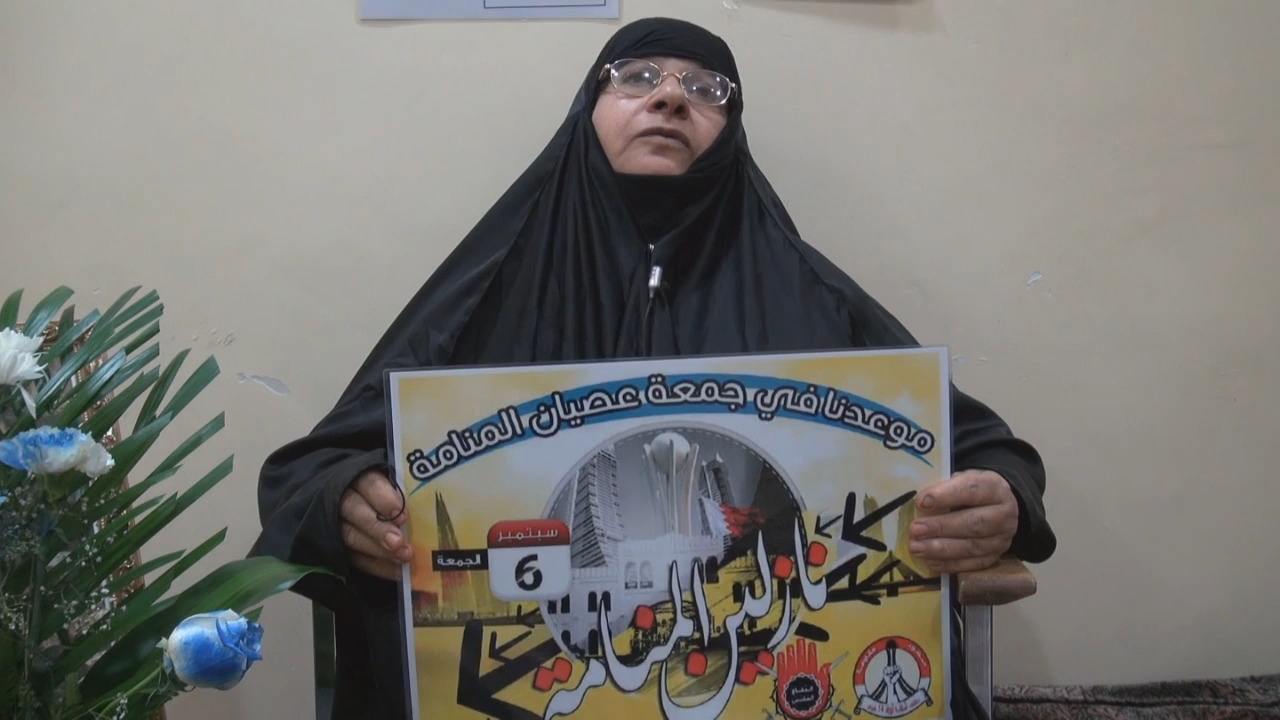 موعدنا في جمعة عصيان المنامة
سبتمبر
6
الجمعة
نازلين المنامة